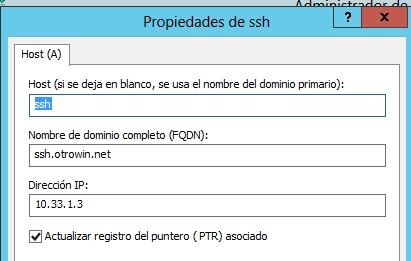 Administrador de
Propiedades de ssh
?
x
Host (A)
Host (si se deja en blanco, se usa el nombre del dominio primario):
ssh
Nombre de dominio completo (FQDN):
ssh.otrowin.net
Dirección IP:
10.33.1.3
Actualizar registro del puntero ( PTR) asociado